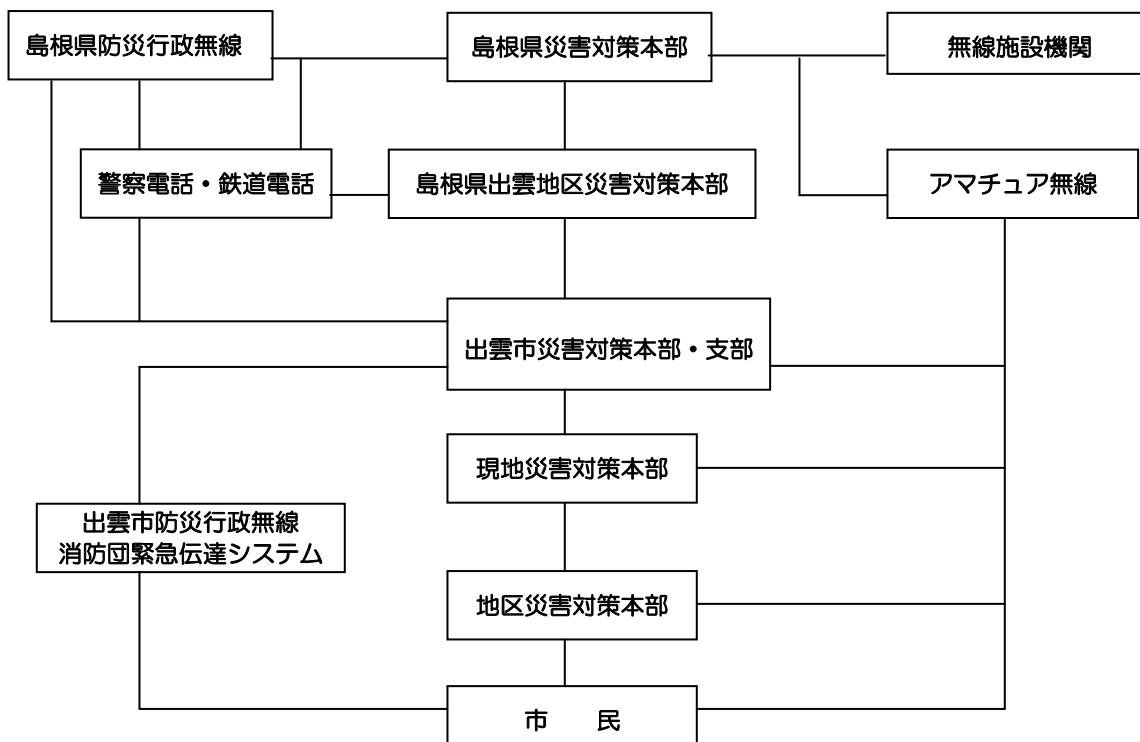 島根県防災行政無線
島根県災害対策本部
無線施設機関
警察電話・鉄道電話
島根県出雲地区災害対策本部
アマチュア無線
出雲市災害対策本部・支部
現地災害対策本部
出雲市防災行政無線
消防団緊急伝達システム
地区災害対策本部
市　　民